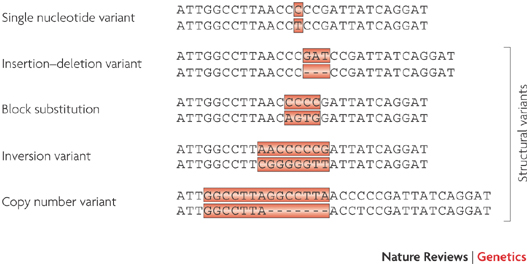 Single nucleotide variant
ATTGGCCTTAACCCCCGATTATCAGGAT
ATTGGCCTTAACCTCCGATTATCAGGAT
Insertion–deletion variant
ATTGGCCTTAACCCGATCCGATTATCAGGAT
ATTGGCCTTAACCC---CCGATTATCAGGAT
Block substitution
ATTGGCCTTAACCCCCGATTATCAGGAT
ATTGGCCTTAACAGTGGATTATCAGGAT
Inversion variant
ATTGGCCTTAACCCCCGATTATCAGGAT
ATTGGCCTTCGGGGGTTATTATCAGGAT
Copy number variant
ATTGGCCTTAGGCCTTAACCCCCGATTATCAGGAT
ATTGGCCTTA-------ACCTCCGATTATCAGGAT
Structural variants
Nature Reviews | Genetics